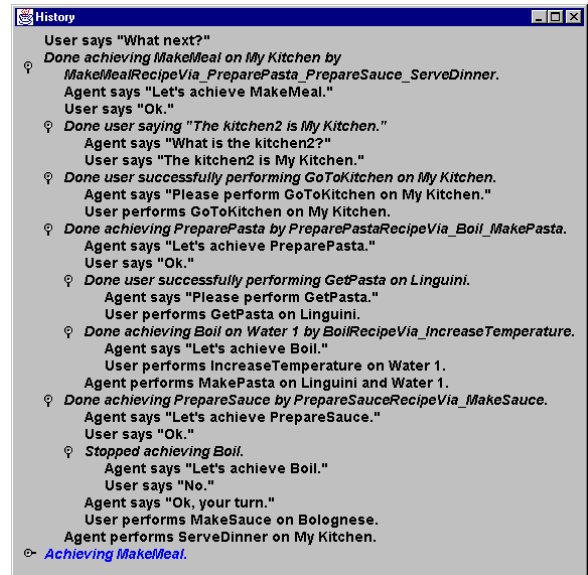 History
User says "What next?"
Done achieving MakeMeal on My Kitchen by
MakeMealRecipeVia_PreparePasta_PrepareSauce_ServeDinner.
Agent says "Let's achieve MakeMeal."
User says "Ok."
Done user saying "The kitchen2 is My Kitchen."
Agent says "What is the kitchen2?"
User says "The kitchen2 is My Kitchen."
Done user successfully performing GoToKitchen on My Kitchen.
Agent says "Please perform GoToKitchen on My Kitchen."
User performs GoToKitchen on My Kitchen.
Done achieving PreparePasta by PreparePastaRecipeVia_Boil_MakePasta.
Agent says "Let's achieve PreparePasta."
User says "Ok."
Done user successfully performing GetPasta on Linguini.
Agent says "Please perform GetPasta."
User performs GetPasta on Linguini.
Done achieving Boil on Water 1 by BoilRecipeVia_IncreaseTemperature.
Agent says "Let's achieve Boil."
User performs IncreaseTemperature on Water 1.
Agent performs MakePasta on Linguini and Water 1.
Done achieving PrepareSauce by PrepareSauceRecipeVia_MakeSauce.
Agent says "Let's achieve PrepareSauce."
User says "Ok."
Stopped achieving Boil.
Agent says "Let's achieve Boil."
User says "No."
Agent says "Ok, your turn."
User performs MakeSauce on Bolognese.
Agent performs ServeDinner on My Kitchen.
Achieving MakeMeal.